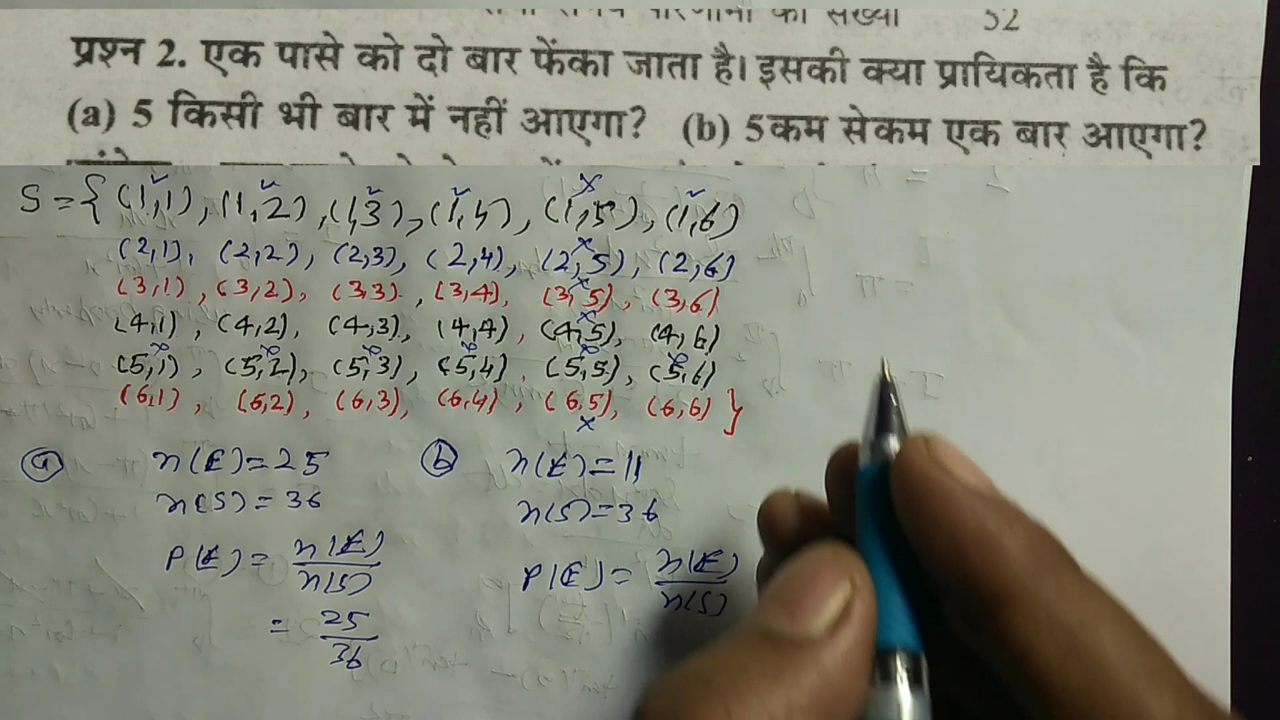 की संख्या 52
प्रश्न 2. एक पासे को दो बार फेंका जाता है। इसकी क्या प्रायिकता है कि
(a) 5 किसी भी बार में नहीं आएगा? (b) 5कम सेकम एक बार आएगा?
S={(1,1), (1,2), (1,3), (1,4), (1,5), (1,6)
(2,1), (2,2), (2,3), (2,4), (2,5), (2,6)
(3,1), (3,2), (3,3), (3,4), (3,5), (3,6)
(4,1), (4,2), (4,3), (4,4), (4,5), (4,6)
(5,1), (5,2), (5,3), (5,4), (5,5), (5,6)
(6,1), (6,2), (6,3), (6,4), (6,5), (6,6)}
(a) n(E)=25 (b) n(E)=11
n(S)=36 n(S)=36
P(E)=n(E)/n(S) P(E)=n(E)/n(S)
=25/36